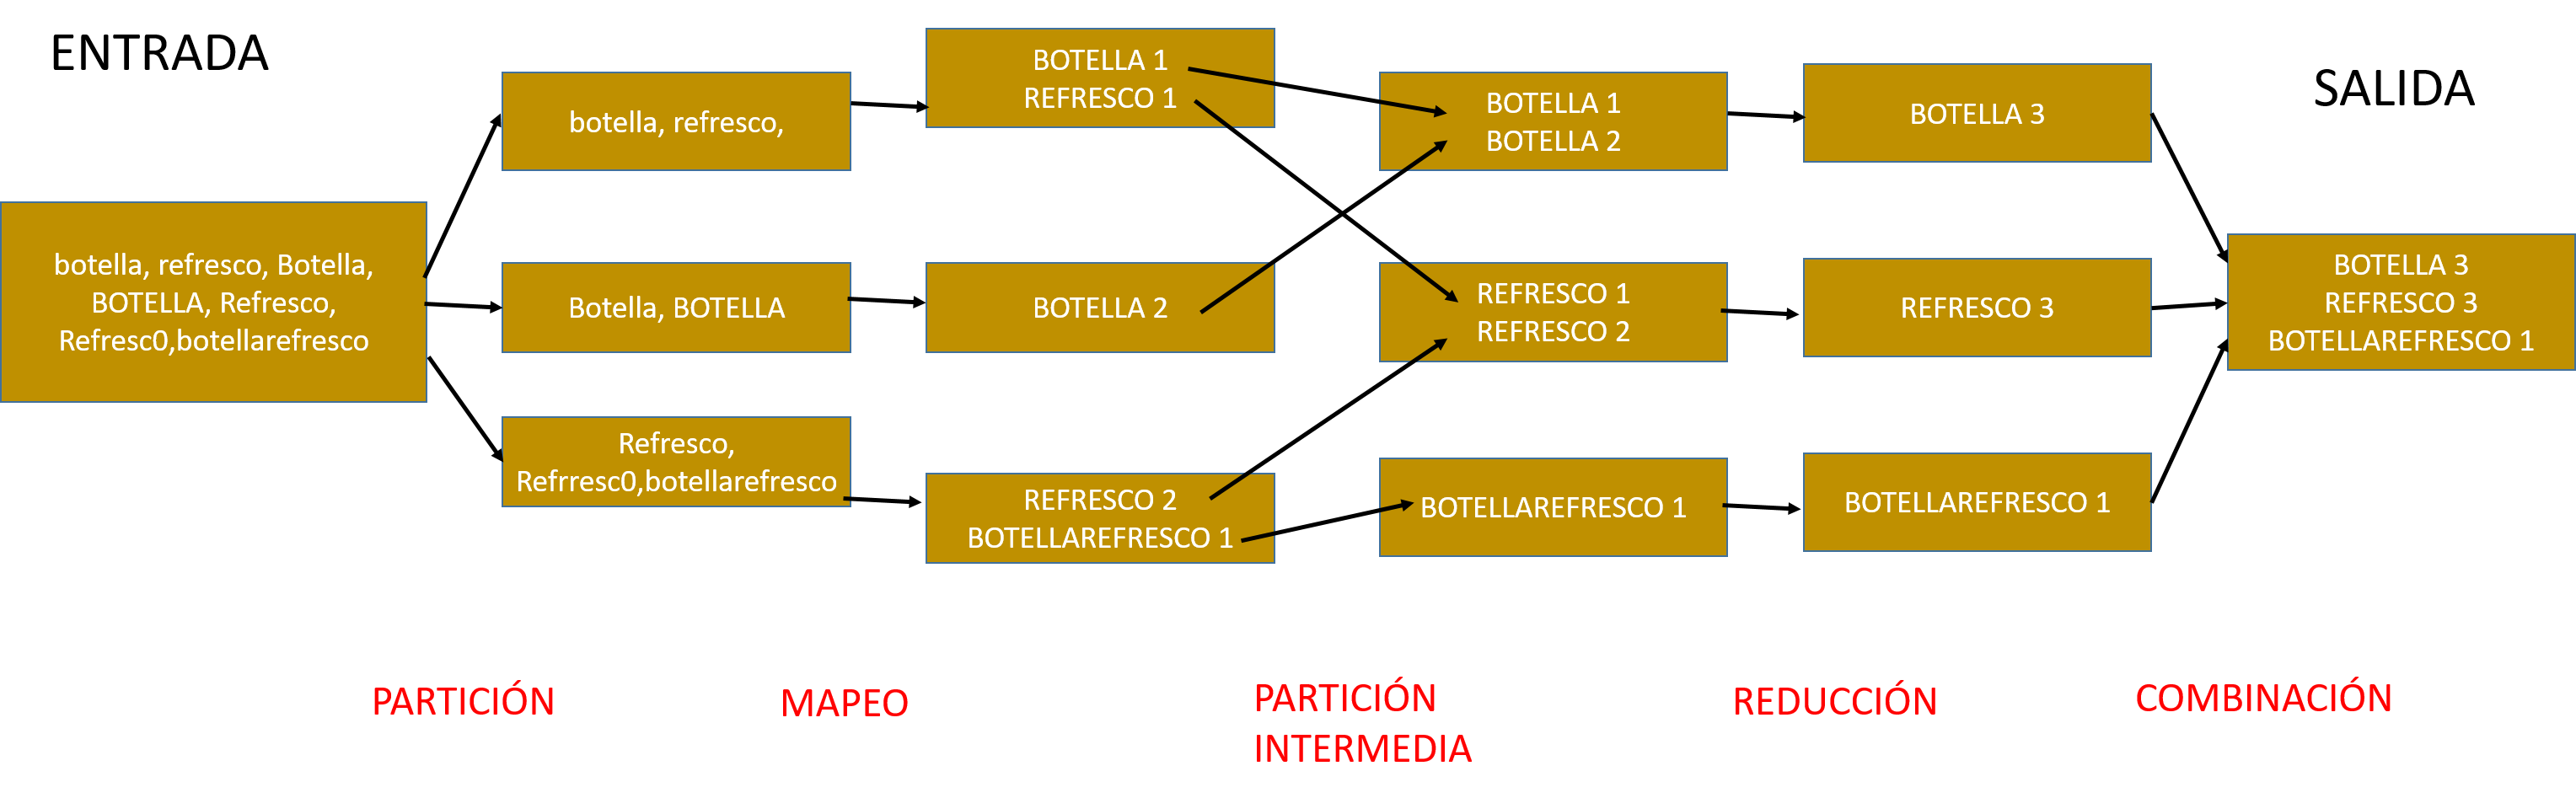 ENTRADA
botella, refresco, Botella,
BOTELLA, Refresco,
Refresc0,botellarefresco
botella, refresco,
Botella, BOTELLA
Refresco,
Refrresc0,botellarefresco
BOTELLA 1
REFRESCO 1
BOTELLA 2
REFRESCO 2
BOTELLAREFRESCO 1
BOTELLA 1
BOTELLA 2
REFRESCO 1
REFRESCO 2
BOTELLAREFRESCO 1
BOTELLA 3
REFRESCO 3
BOTELLAREFRESCO 1
SALIDA
BOTELLA 3
REFRESCO 3
BOTELLAREFRESCO 1
PARTICIÓN
MAPEO
PARTICIÓN
INTERMEDIA
REDUCCIÓN
COMBINACIÓN